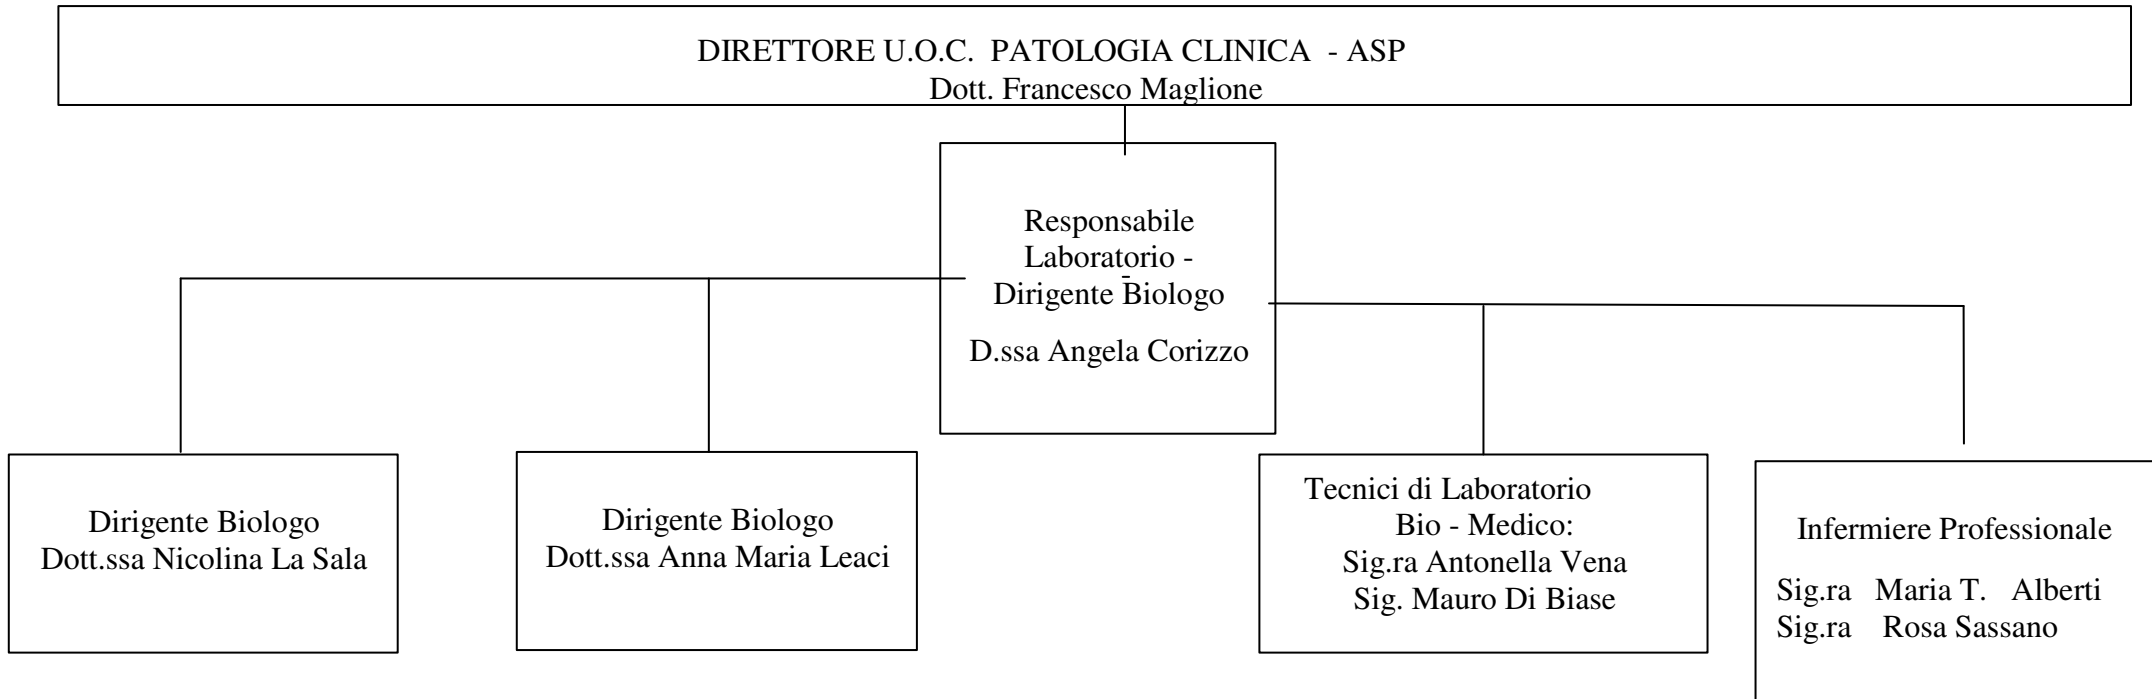 DIRETTORE U.O.C. PATOLOGIA CLINICA - ASP
Dott. Francesco Maglione
Responsabile
Laboratorio -
-
Dirigente Biologo
D.ssa Angela Corizzo
Dirigente Biologo
Dott.ssa Nicolina La Sala
Dirigente Biologo
Dott.ssa Anna Maria Leaci
Tecnici di Laboratorio
Bio - Medico:
Sig.ra Antonella Vena
Sig. Mauro Di Biase
Infermiere Professionale
Sig.ra Maria T. Alberti
Sig.ra Rosa Sassano